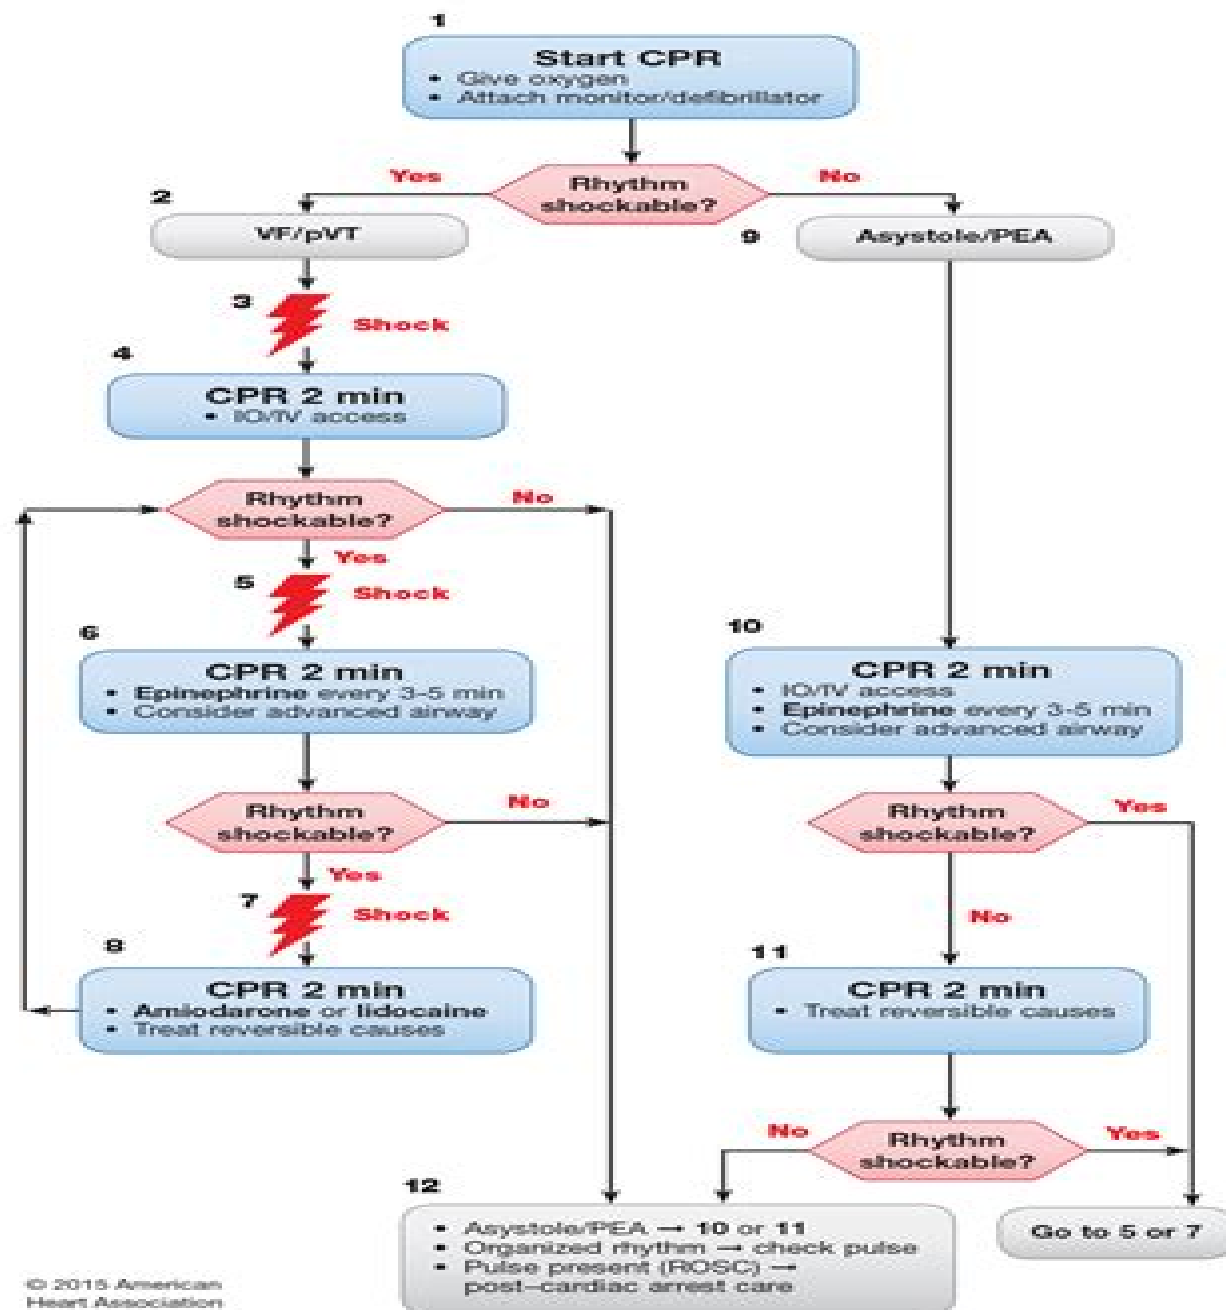 1
Start CPR
• Give oxygen
• Attach monitor/defibrillator
Yes
Rhythm
shockable?
No
2
VF/pVT
9
Asystole/PEA
3
Shock
4
CPR 2 min
• IO/IV access
Rhythm
shockable?
No
Yes
5
Shock
6
CPR 2 min
• Epinephrine every 3-5 min
• Consider advanced airway
Rhythm
shockable?
No
Yes
7
Shock
8
CPR 2 min
• Amiodarone or lidocaine
• Treat reversible causes
10
CPR 2 min
• IO/IV access
• Epinephrine every 3-5 min
• Consider advanced airway
Rhythm
shockable?
Yes
No
11
CPR 2 min
• Treat reversible causes
No
Rhythm
shockable?
Yes
12
• Asystole/PEA → 10 or 11
• Organized rhythm → check pulse
• Pulse present (ROSC) →
post–cardiac arrest care
Go to 5 or 7
© 2015 American
Heart Association